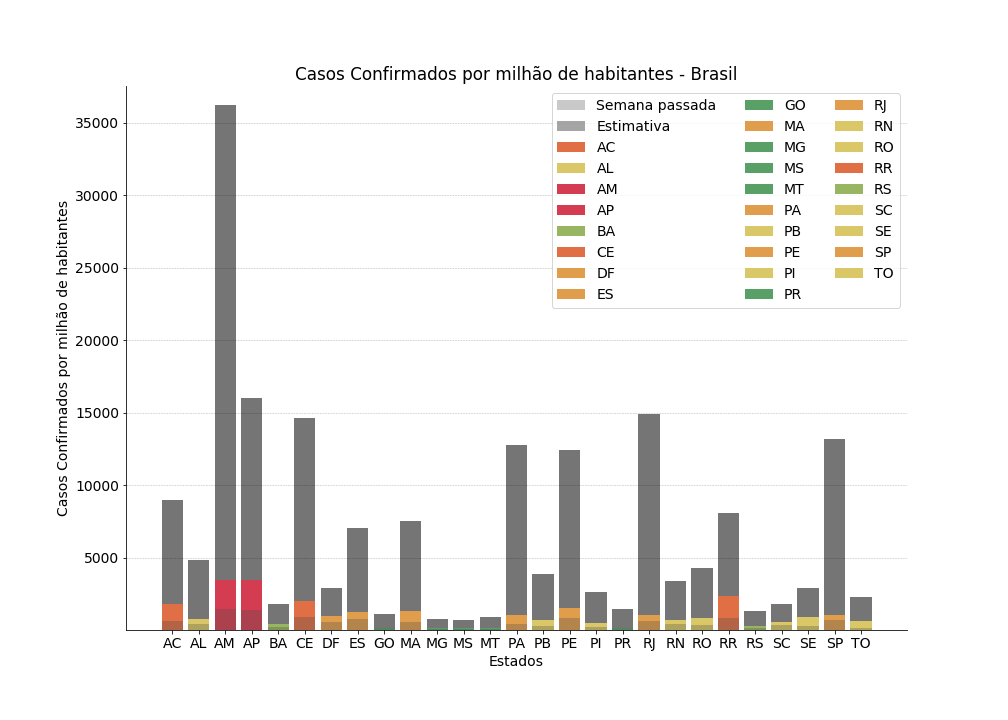 Casos Confirmados por milhão de habitantes - Brasil
Casos Confirmados por milhão de habitantes
35000
30000
25000
20000
15000
10000
5000
Semana passada
Estimativa
AC
AL
AM
AP
BA
CE
DF
ES
GO
MA
MG
MS
MT
PA
PB
PE
PI
PR
RJ
RN
RO
RR
RS
SC
SE
SP
TO
AC AL AM AP BA CE DF ES GO MA MG MS MT PA PB PE PI PR RJ RN RO RR RS SC SE SP TO
Estados